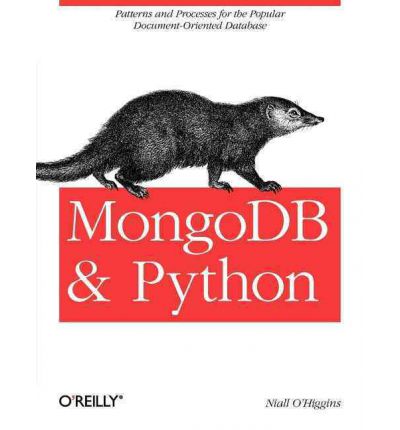 Patterns and Processes for the Popular
Document-Oriented Database
MongoDB
& Python
O'REILLY®
Niall O'Higgins